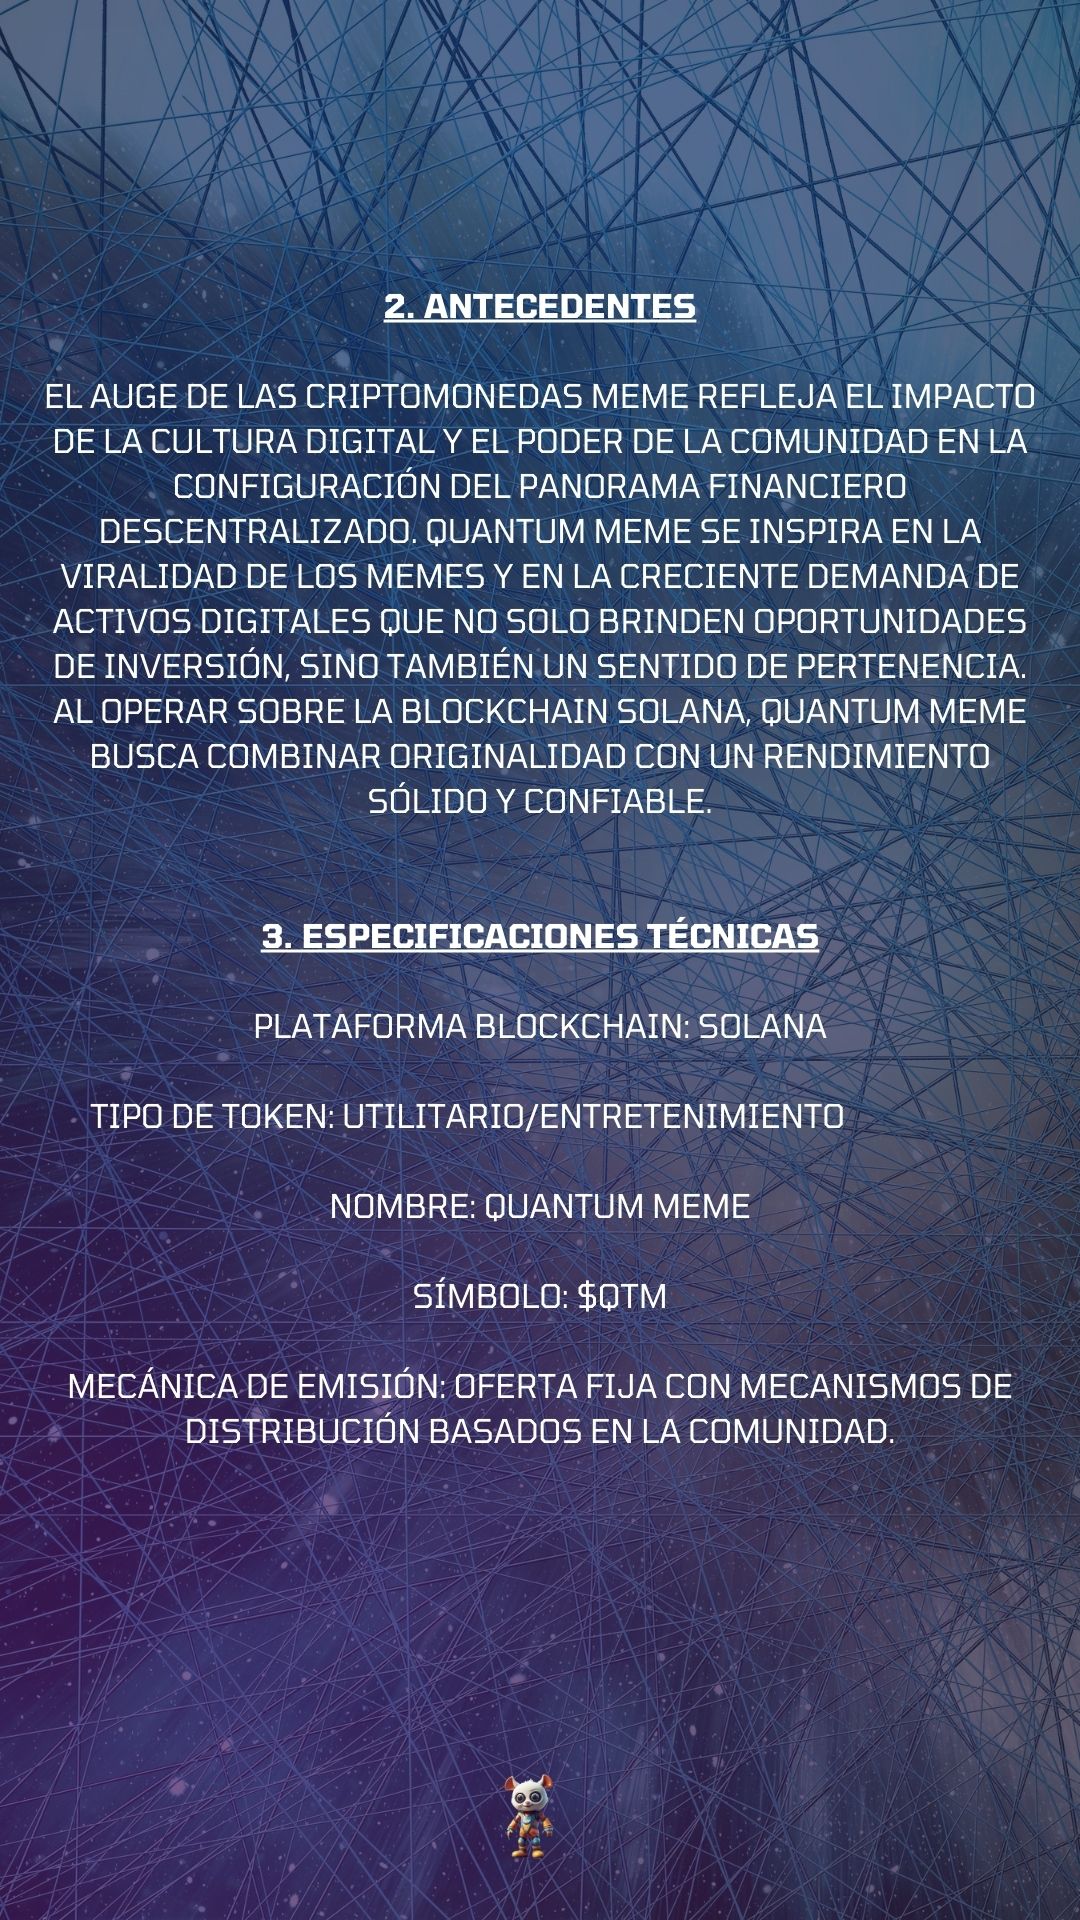 2. ANTECEDENTES
EL AUGE DE LAS CRIPTOMONEDAS MEME REFLEJA EL IMPACTO
DE LA CULTURA DIGITAL Y EL PODER DE LA COMUNIDAD EN LA
CONFIGURACIÓN DEL PANORAMA FINANCIERO
DESCENTRALIZADO. QUANTUM MEME SE INSPIRA EN LA
VIRALIDAD DE LOS MEMES Y EN LA CRECIENTE DEMANDA DE
ACTIVOS DIGITALES QUE NO SOLO BRINDEN OPORTUNIDADES
DE INVERSIÓN, SINO TAMBIÉN UN SENTIDO DE PERTENENCIA.
AL OPERAR SOBRE LA BLOCKCHAIN SOLANA, QUANTUM MEME
BUSCA COMBINAR ORIGINALIDAD CON UN RENDIMIENTO
SÓLIDO Y CONFIABLE.
3. ESPECIFICACIONES TÉCNICAS
PLATAFORMA BLOCKCHAIN: SOLANA
TIPO DE TOKEN: UTILITARIO/ENTRETENIMIENTO
NOMBRE: QUANTUM MEME
SÍMBOLO: $QTM
MECÁNICA DE EMISIÓN: OFERTA FIJA CON MECANISMOS DE
DISTRIBUCIÓN BASADOS EN LA COMUNIDAD.